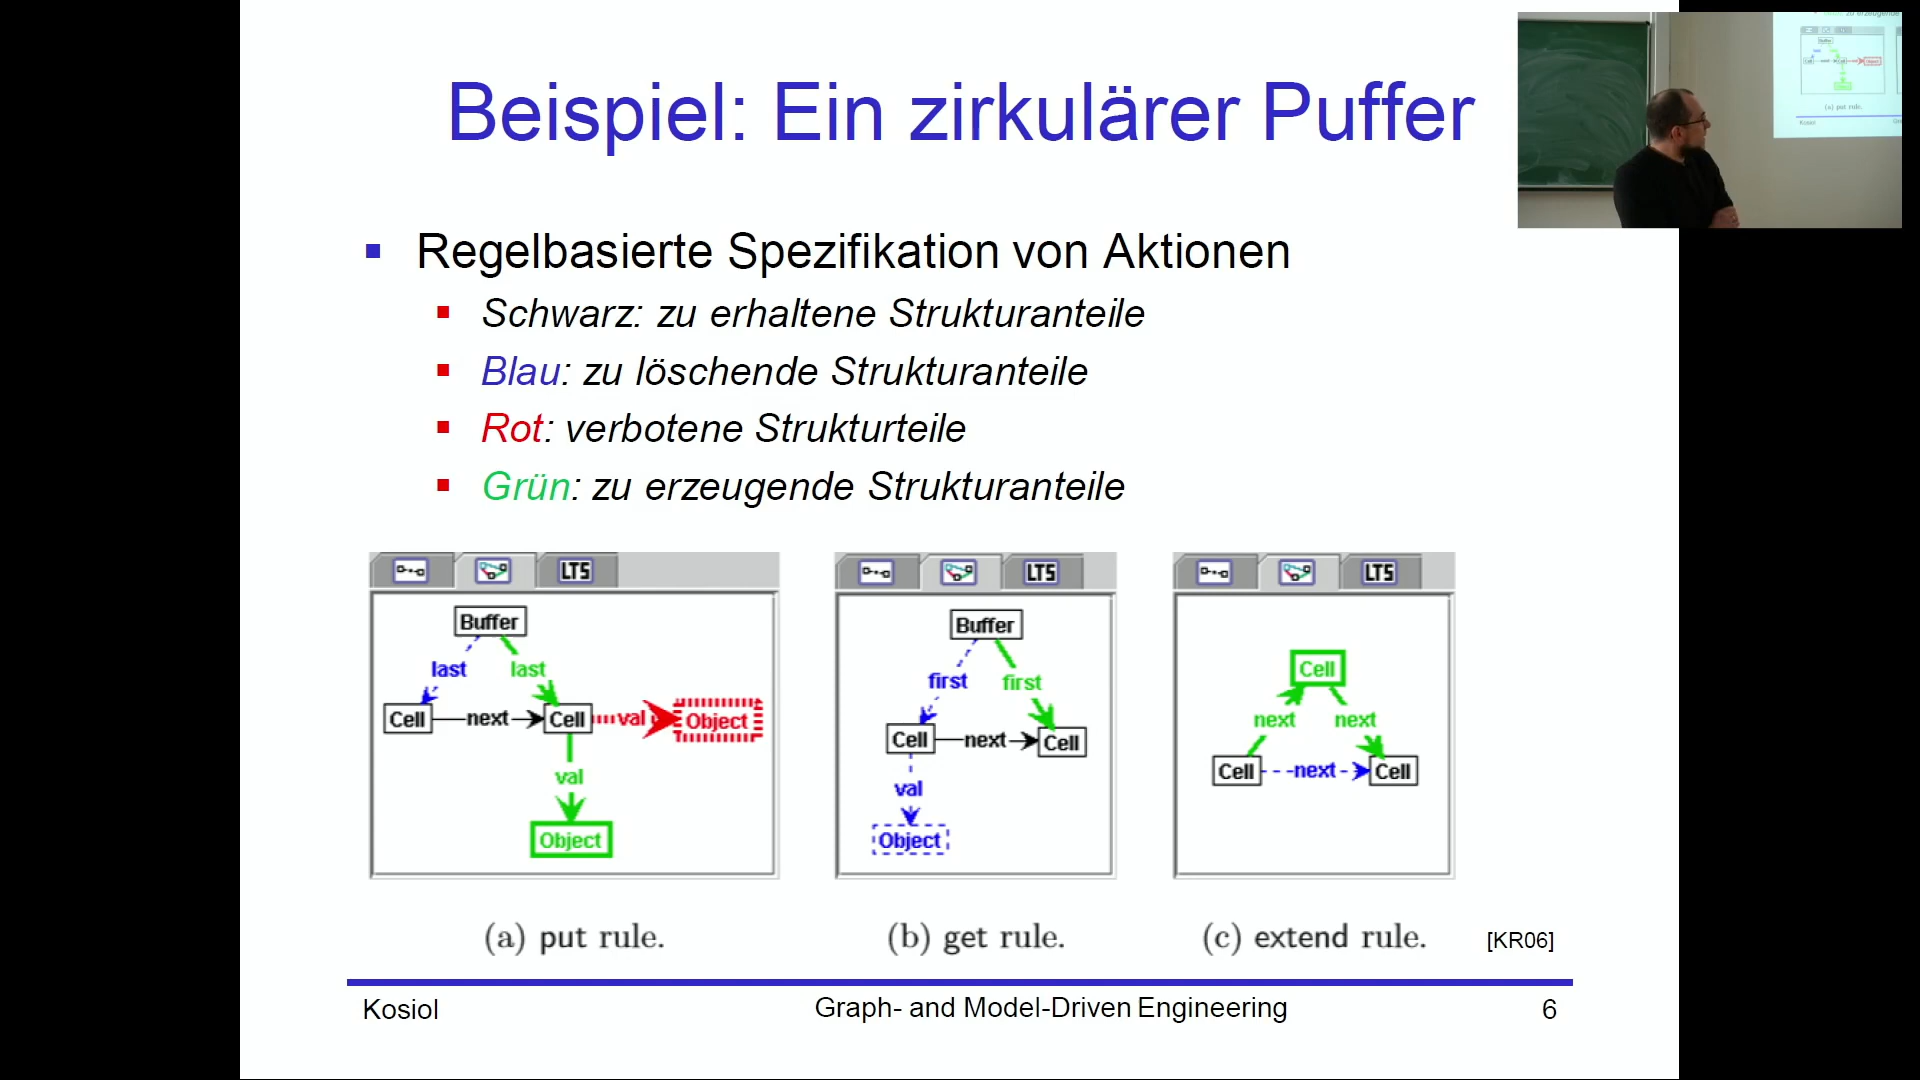 Beispiel: Ein zirkulärer Puffer
Regelbasierte Spezifikation von Aktionen
Schwarz: zu erhaltene Strukturanteile
Blau: zu löschende Strukturanteile
Rot: verbotene Strukturteile
Grün: zu erzeugende Strukturanteile
LTS
Buffer
last last
Cell next Cell val Object
val
Object
(a) put rule.
LTS
Buffer
first first
Cell next Cell
val
Object
(b) get rule.
LTS
Cell
next next
Cell next Cell
(c) extend rule.
[KR06]
Kosiol Graph- and Model-Driven Engineering 6